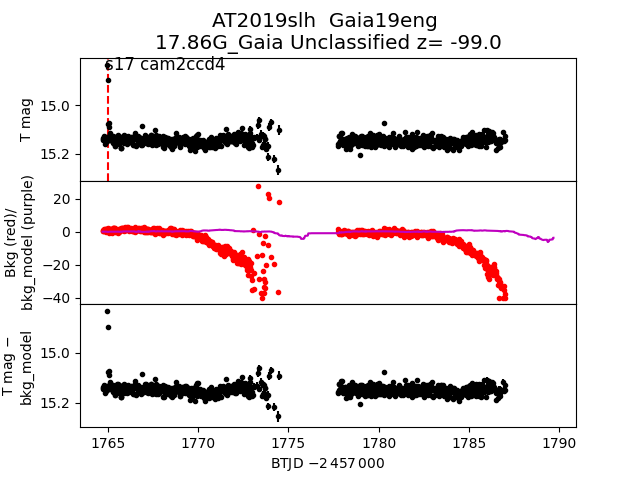 AT2019slh  Gaia19eng
17.86G_Gaia Unclassified z= -99.0
s17 cam2ccd4
T mag
15.0
15.2
Bkg (red)/
bkg_model (purple)
20
0
−20
−40
T mag −
bkg_model
15.0
15.2
1765 1770 1775 1780 1785 1790
BTJD −2 457 000